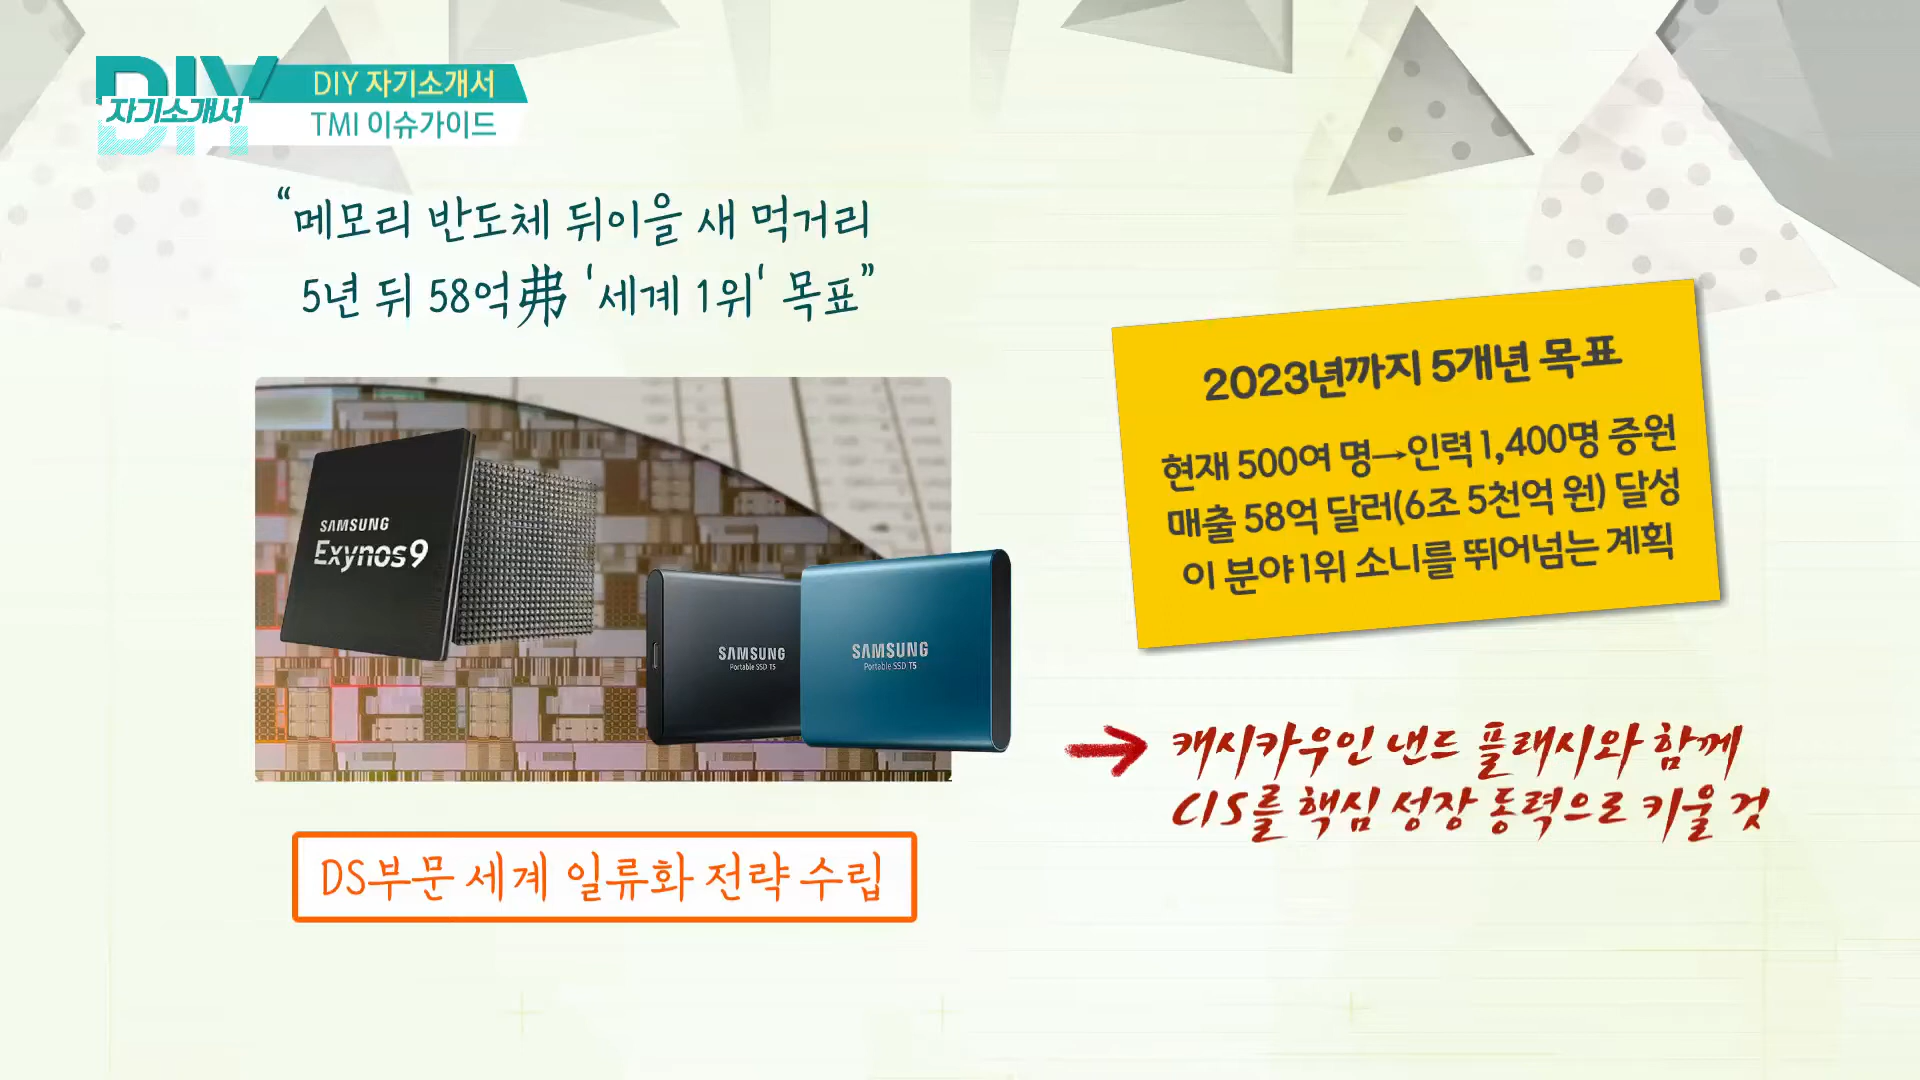 DIY
자기소개서
DIY 자기소개서
TMI 이슈가이드
“메모리 반도체 뒤이을 새 먹거리
5년 뒤 58억弗 ‘세계 1위‘ 목표”
SAMSUNG
Exynos 9
SAMSUNG
Portable SSD T5
SAMSUNG
Portable SSD T5
DS부문 세계 일류화 전략 수립
2023년까지 5개년 목표
현재 500여 명→인력 1,400명 증원
매출 58억 달러(6조 5천억 원) 달성
이 분야 1위 소니를 뛰어넘는 계획
→ 캐시카우인 낸드 플래시와 함께
CIS를 핵심 성장 동력으로 키울 것